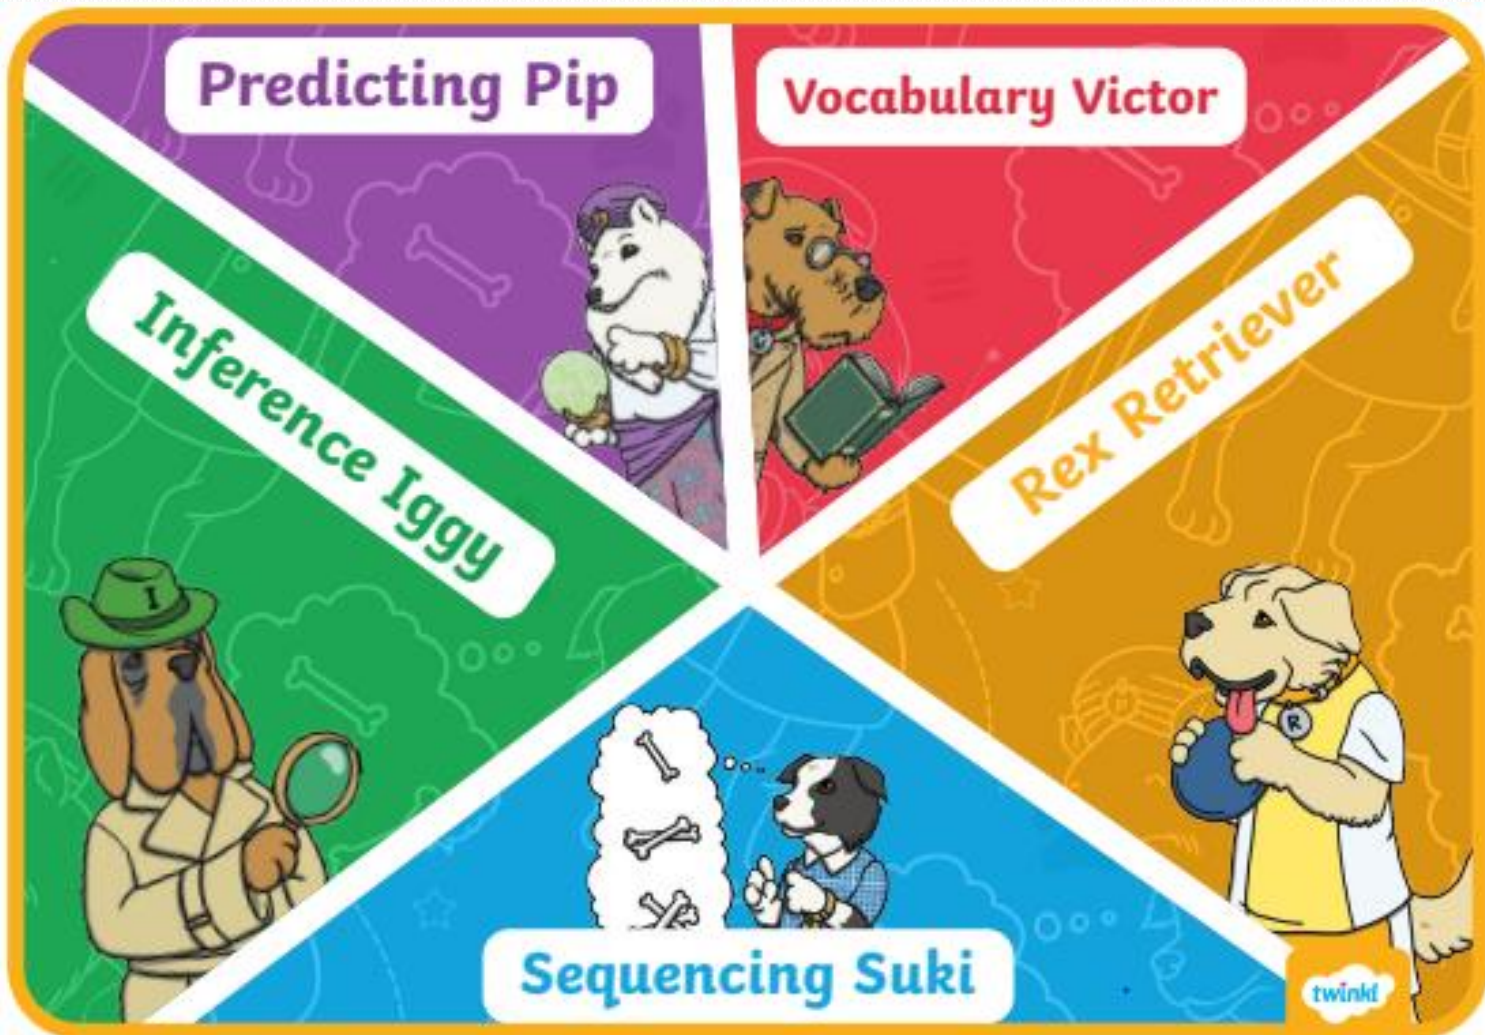 Predicting Pip
Vocabulary Victor
Inference Iggy
Rex Retriever
I
R
Sequencing Suki
twinkl